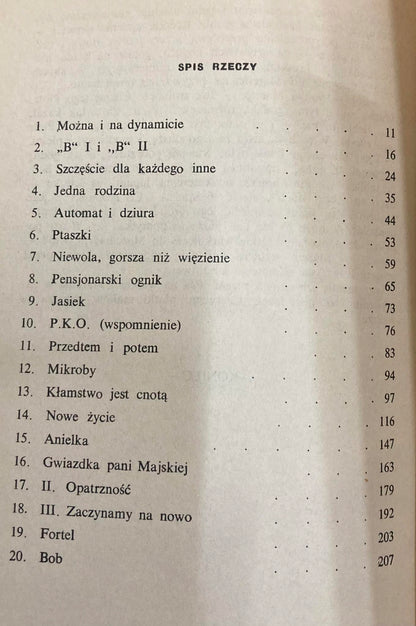 SPIS RZECZY
1. Można i na dynamicie . . . . 11
2. „B" I i „B" II . . . . 16
3. Szczęście dla każdego inne . . . . 24
4. Jedna rodzina . . . . 35
5. Automat i dziura . . . . 44
6. Ptaszki . . . . 53
7. Niewola, gorsza niż więzienie . . . . 59
8. Pensjonarski ognik . . . . 65
9. Jasiek . . . . 73
10. P.K.O. (wspomnienie) . . . . 76
11. Przedtem i potem . . . . 83
12. Mikroby . . . . 94
13. Kłamstwo jest cnotą . . . . 97
14. Nowe życie . . . . 116
15. Anielka . . . . . . 147
16. Gwiazdka pani Majskiej . . . . 163
17. II. Opatrzność . . . . 179
18. III. Zaczynamy na nowo . . . . 192
19. Fortel . . . . 203
20. Bob . . . . 207